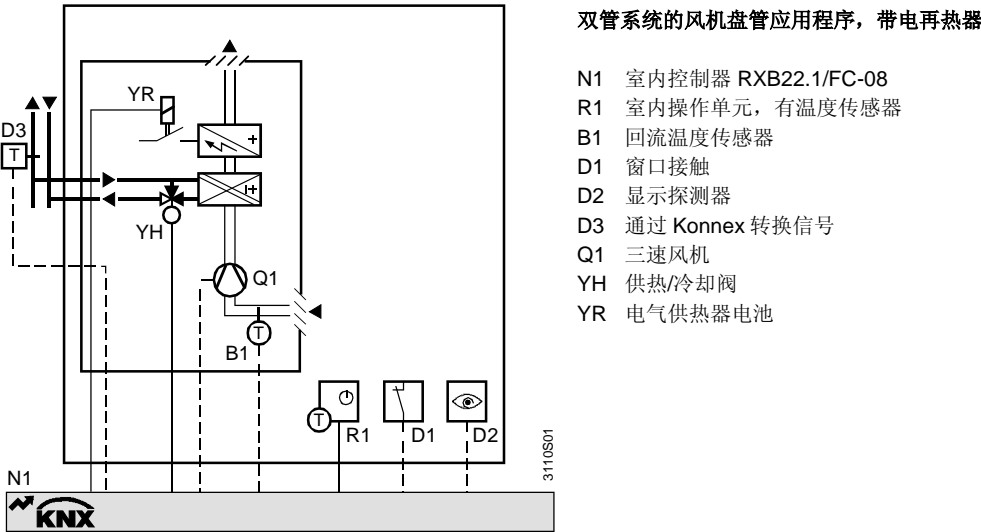 双管系统的风机盘管应用程序，带电再热器
N1 室内控制器 RXB22.1/FC-08
R1 室内操作单元，有温度传感器
B1 回流温度传感器
D1 窗口接触
D2 显示探测器
D3 通过 Konnex 转换信号
Q1 三速风机
YH 供热/冷却阀
YR 电气供热器电池
YR
D3
T
YH
Q1
T
B1
T
R1
D1
D2
3110S01
N1
KNX